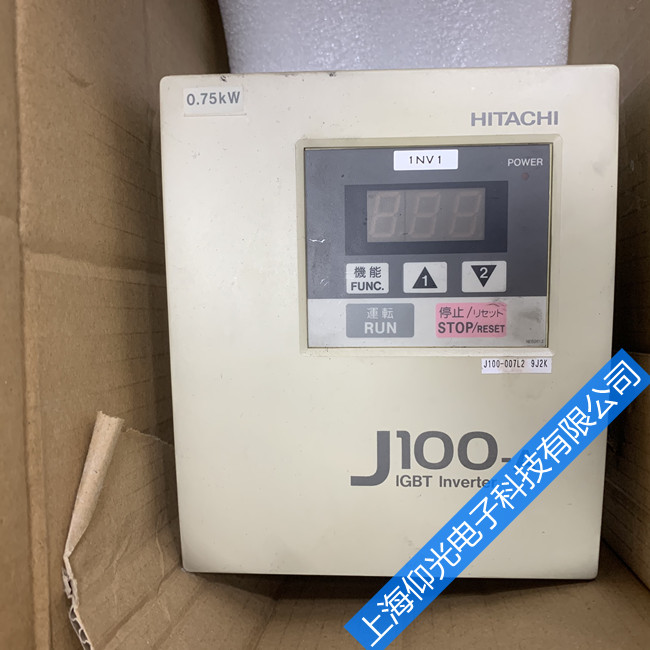 0.75kW
HITACHI
1NV1
POWER
機能
FUNC.
1
2
運転
RUN
停止/リセット
STOP/RESET
J100-007L2 9J2K
J100-
IGBT Inverter
上海仰光电子科技有限公司